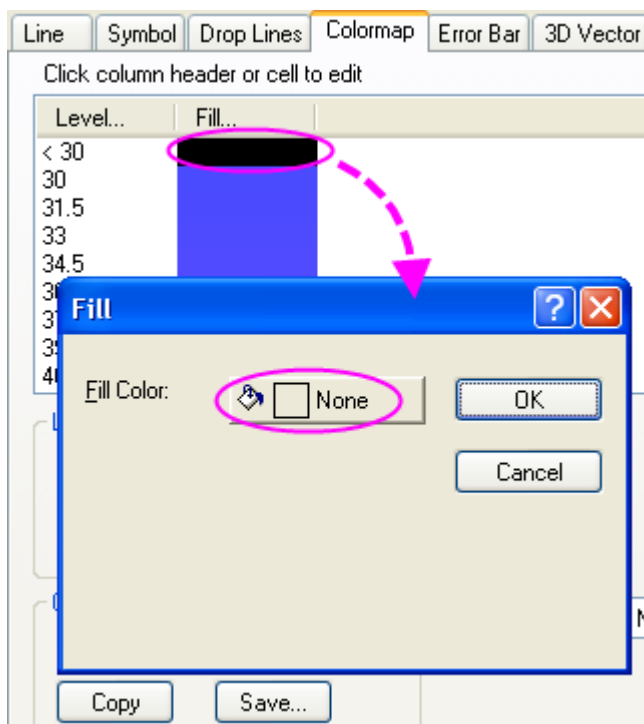 Line Symbol Drop Lines Colormap Error Bar 3D Vector
Click column header or cell to edit
Level... Fill...
< 30
30
31.5
33
34.5
Fill
Fill Color: None OK
Cancel
Copy Save...